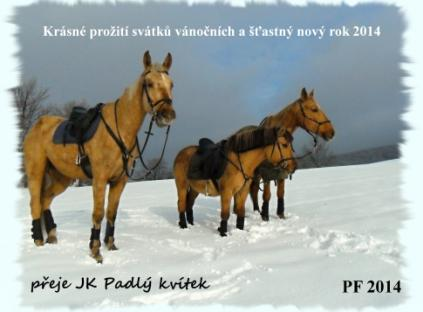 Krásné prožití svátků vánočních a šťastný nový rok 2014
přeje JK Padlý kvítek
PF 2014